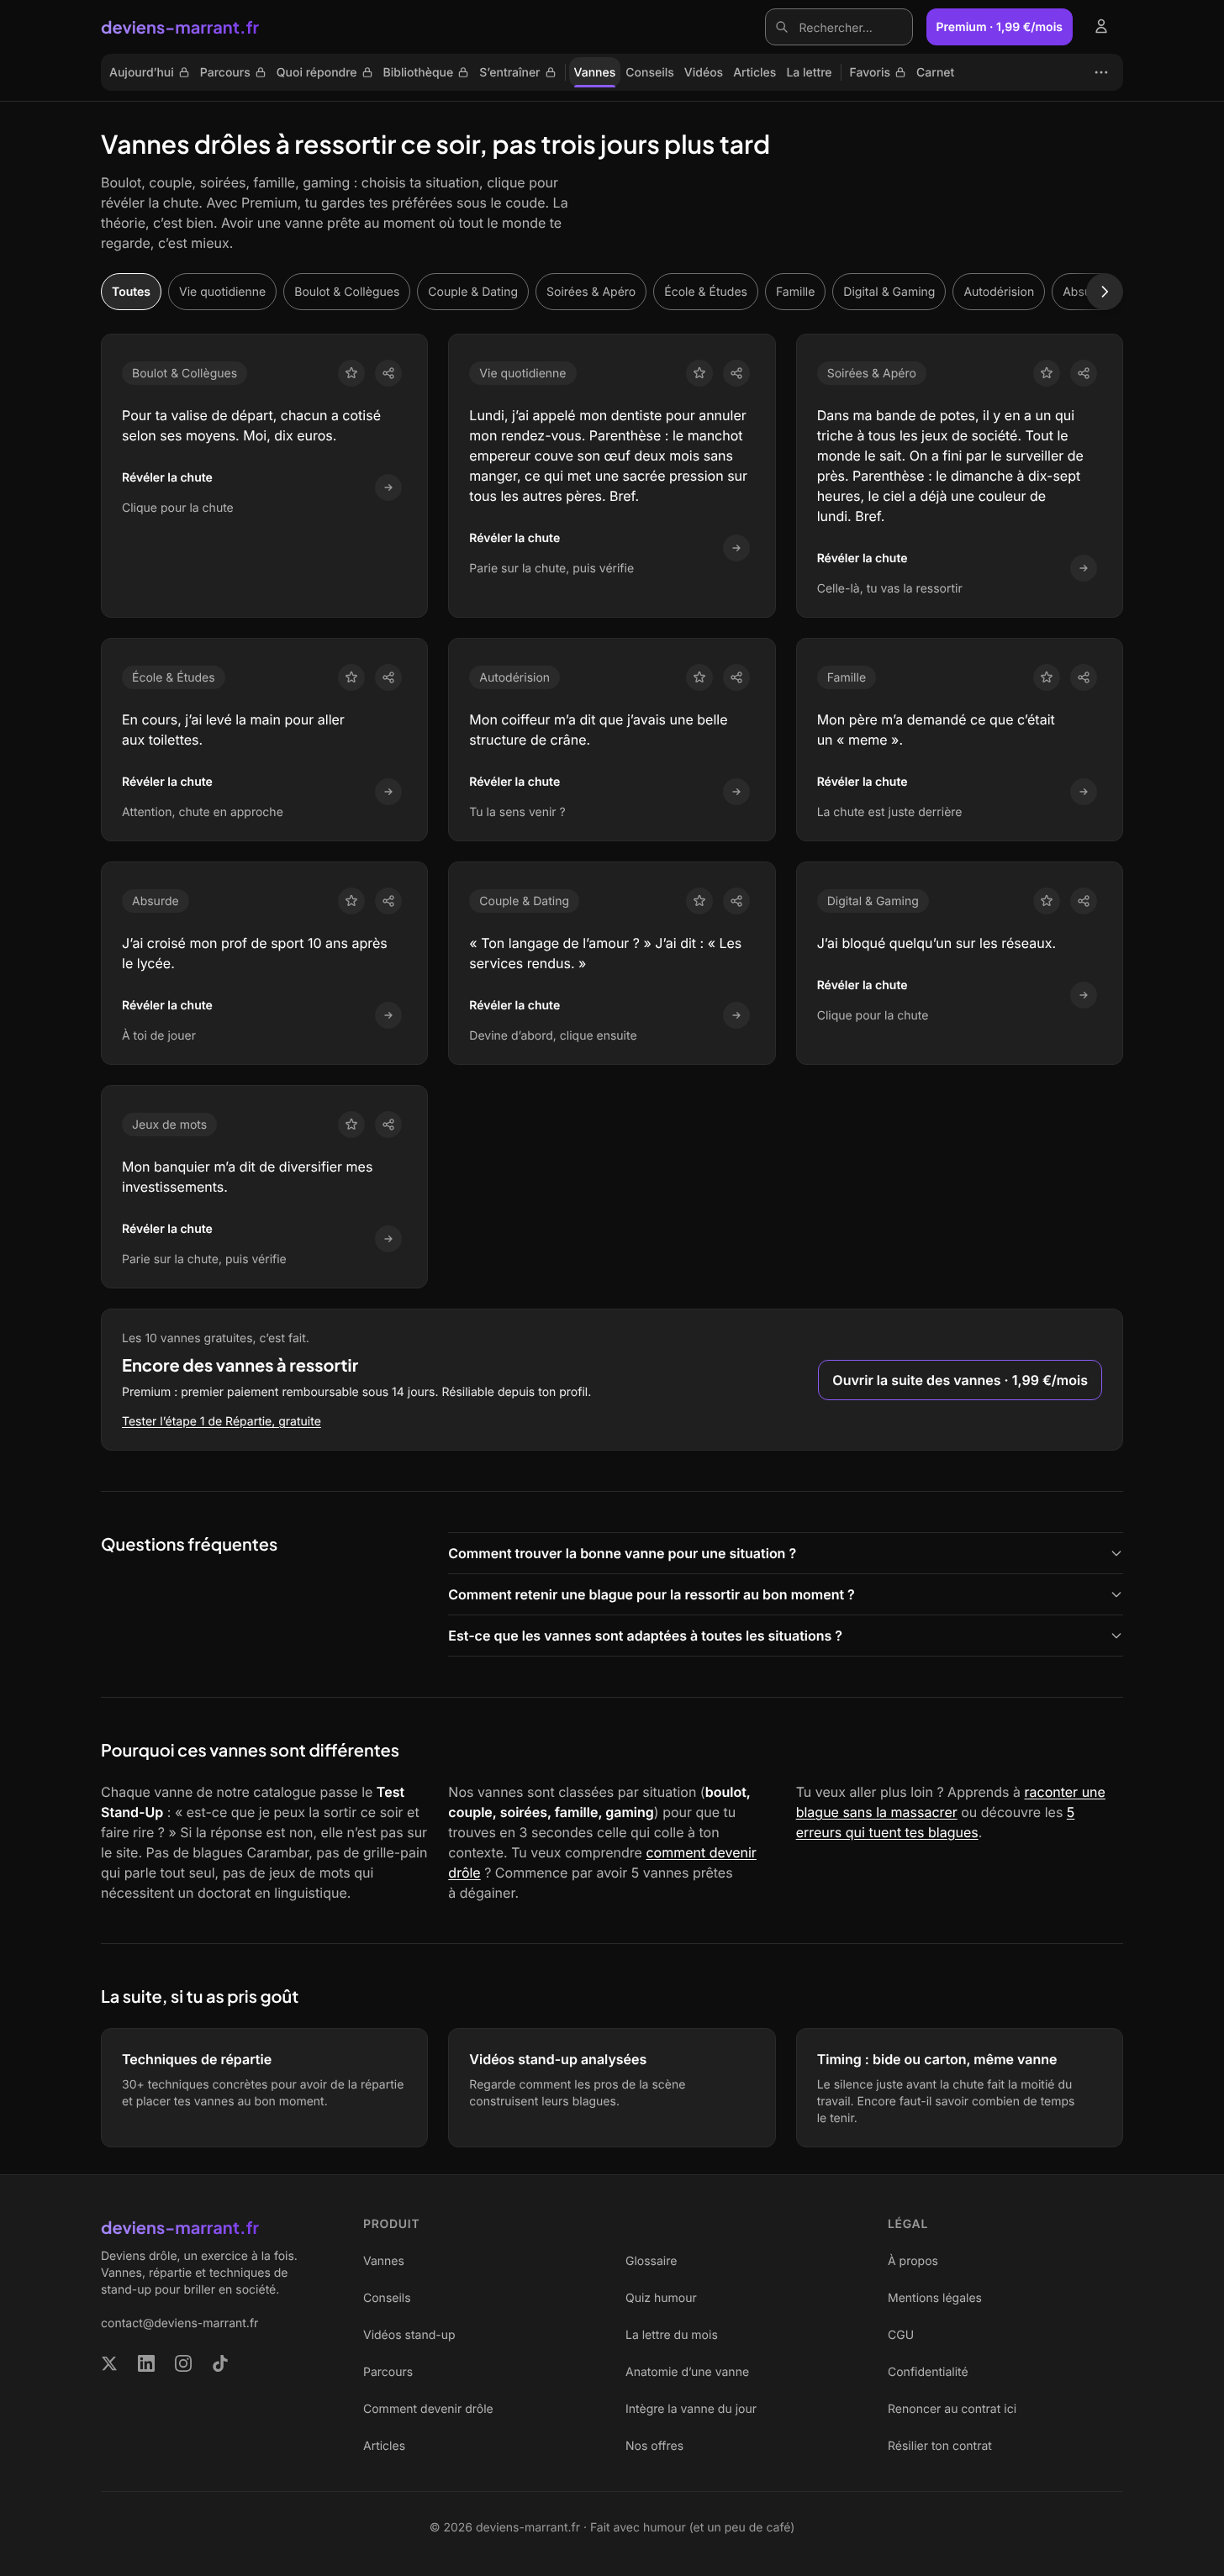 deviens-marrant.fr
Rechercher...
Premium · 1,99 €/mois
Aujourd’hui
Parcours
Quoi répondre
Bibliothèque
S’entraîner
Vannes
Conseils
Vidéos
Articles
La lettre
Favoris
Carnet
Vannes drôles à ressortir ce soir, pas trois jours plus tard
Boulot, couple, soirées, famille, gaming : choisis ta situation, clique pour
révéler la chute. Avec Premium, tu gardes tes préférées sous le coude. La
théorie, c’est bien. Avoir une vanne prête au moment où tout le monde te
regarde, c’est mieux.
Toutes
Vie quotidienne
Boulot & Collègues
Couple & Dating
Soirées & Apéro
École & Études
Famille
Digital & Gaming
Autodérision
Boulot & Collègues
Pour ta valise de départ, chacun a cotisé
selon ses moyens. Moi, dix euros.
Révéler la chute
Clique pour la chute
Vie quotidienne
Lundi, j’ai appelé mon dentiste pour annuler
mon rendez-vous. Parenthèse : le manchot
empereur couve son œuf deux mois sans
manger, ce qui met une sacrée pression sur
tous les autres pères. Bref.
Révéler la chute
Parie sur la chute, puis vérifie
Soirées & Apéro
Dans ma bande de potes, il y en a un qui
triche à tous les jeux de société. Tout le
monde le sait. On a fini par le surveiller de
près. Parenthèse : le dimanche à dix-sept
heures, le ciel a déjà une couleur de
lundi. Bref.
Révéler la chute
Celle-là, tu vas la ressortir
École & Études
En cours, j’ai levé la main pour aller
aux toilettes.
Révéler la chute
Attention, chute en approche
Autodérision
Mon coiffeur m’a dit que j’avais une belle
structure de crâne.
Révéler la chute
Tu la sens venir ?
Famille
Mon père m’a demandé ce que c’était
un « meme ».
Révéler la chute
La chute est juste derrière
Absurde
J’ai croisé mon prof de sport 10 ans après
le lycée.
Révéler la chute
À toi de jouer
Couple & Dating
« Ton langage de l’amour ? » J’ai dit : « Les
services rendus. »
Révéler la chute
Devine d’abord, clique ensuite
Digital & Gaming
J’ai bloqué quelqu’un sur les réseaux.
Révéler la chute
Clique pour la chute
Jeux de mots
Mon banquier m’a dit de diversifier mes
investissements.
Révéler la chute
Parie sur la chute, puis vérifie
Les 10 vannes gratuites, c’est fait.
Encore des vannes à ressortir
Premium : premier paiement remboursable sous 14 jours. Résiliable depuis ton profil.
Tester l’étape 1 de Répartie, gratuite
Ouvrir la suite des vannes · 1,99 €/mois
Questions fréquentes
Comment trouver la bonne vanne pour une situation ?
Comment retenir une blague pour la ressortir au bon moment ?
Est-ce que les vannes sont adaptées à toutes les situations ?
Pourquoi ces vannes sont différentes
Chaque vanne de notre catalogue passe le Test
Stand-Up : « est-ce que je peux la sortir ce soir et
faire rire ? » Si la réponse est non, elle n’est pas sur
le site. Pas de blagues Carambar, pas de grille-pain
qui parle tout seul, pas de jeux de mots qui
nécessitent un doctorat en linguistique.
Nos vannes sont classées par situation (boulot,
couple, soirées, famille, gaming) pour que tu
trouves en 3 secondes celle qui colle à ton
contexte. Tu veux comprendre comment devenir
drôle ? Commence par avoir 5 vannes prêtes
à dégainer.
Tu veux aller plus loin ? Apprends à raconter une
blague sans la massacrer ou découvre les 5
erreurs qui tuent tes blagues.
La suite, si tu as pris goût
Techniques de répartie
30+ techniques concrètes pour avoir de la répartie
et placer tes vannes au bon moment.
Vidéos stand-up analysées
Regarde comment les pros de la scène
construisent leurs blagues.
Timing : bide ou carton, même vanne
Le silence juste avant la chute fait la moitié du
travail. Encore faut-il savoir combien de temps
le tenir.
deviens-marrant.fr
Deviens drôle, un exercice à la fois.
Vannes, répartie et techniques de
stand-up pour briller en société.
contact@deviens-marrant.fr
PRODUIT
Vannes
Conseils
Vidéos stand-up
Parcours
Comment devenir drôle
Articles
Glossaire
Quiz humour
La lettre du mois
Anatomie d’une vanne
Intègre la vanne du jour
Nos offres
LÉGAL
À propos
Mentions légales
CGU
Confidentialité
Renoncer au contrat ici
Résilier ton contrat
© 2026 deviens-marrant.fr · Fait avec humour (et un peu de café)